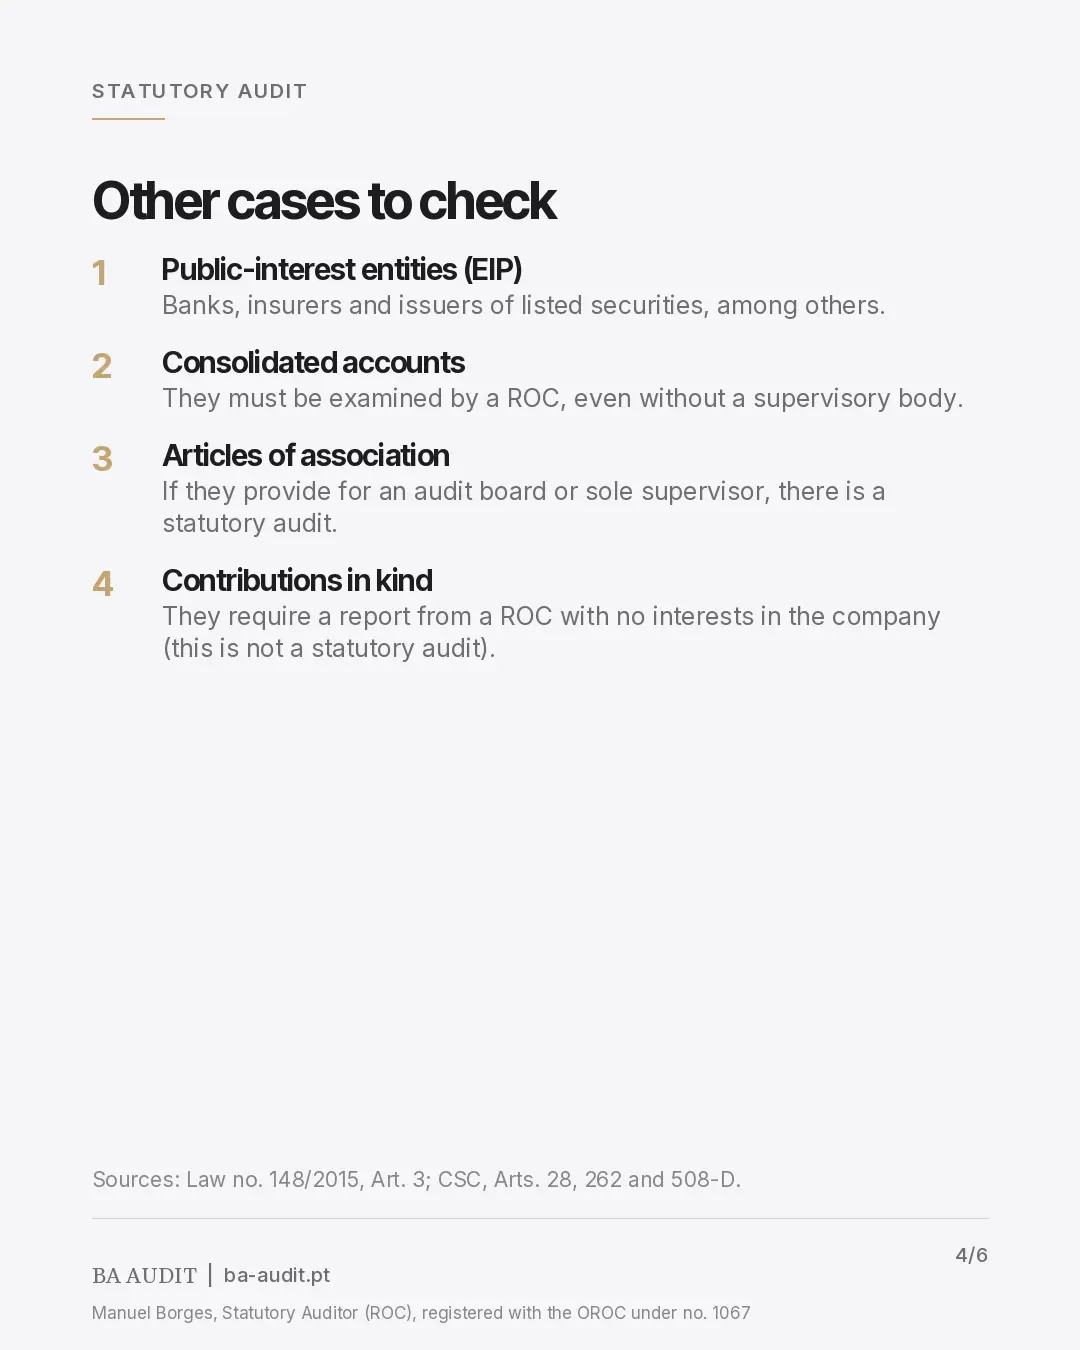 STATUTORY AUDIT
Other cases to check
1 Public-interest entities (EIP)
Banks, insurers and issuers of listed securities, among others.
2 Consolidated accounts
They must be examined by a ROC, even without a supervisory body.
3 Articles of association
If they provide for an audit board or sole supervisor, there is a
statutory audit.
4 Contributions in kind
They require a report from a ROC with no interests in the company
(this is not a statutory audit).
Sources: Law no. 148/2015, Art. 3; CSC, Arts. 28, 262 and 508-D.
4/6
BA AUDIT | ba-audit.pt
Manuel Borges, Statutory Auditor (ROC), registered with the OROC under no. 1067